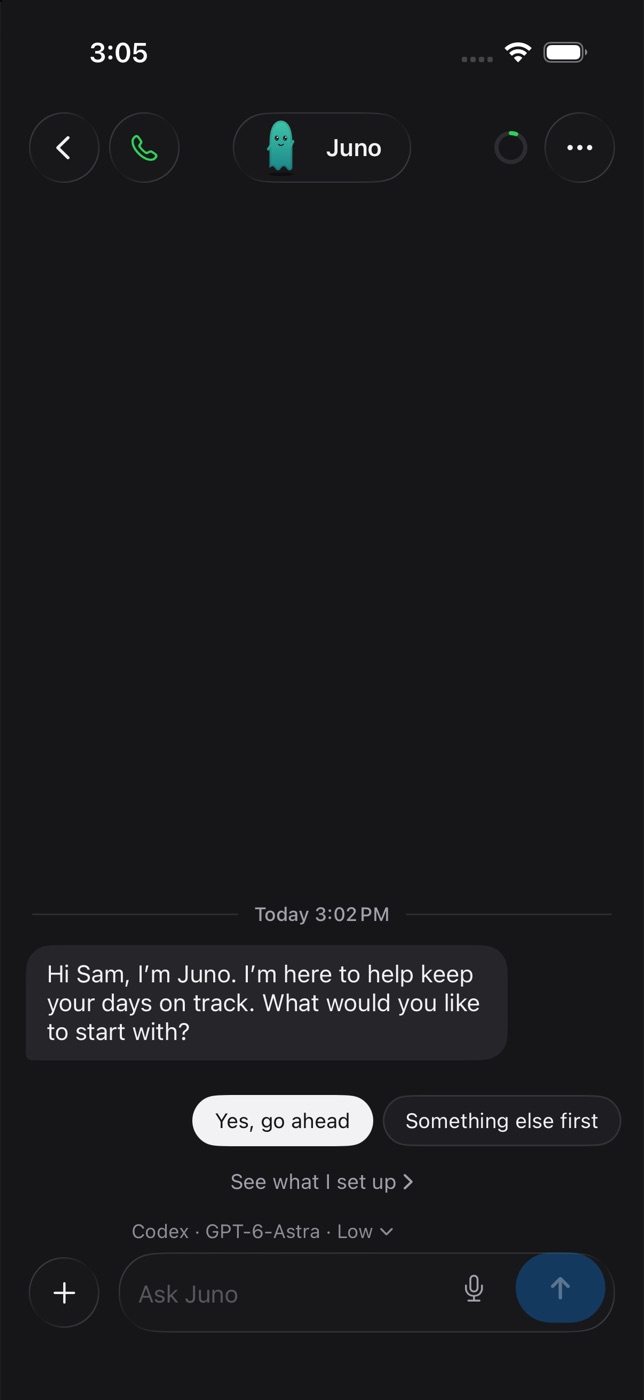 3:05
Juno
Today 3:02 PM
Hi Sam, I’m Juno. I’m here to help keep
your days on track. What would you like
to start with?
Yes, go ahead
Something else first
See what I set up
Codex · GPT-6-Astra · Low
Ask Juno